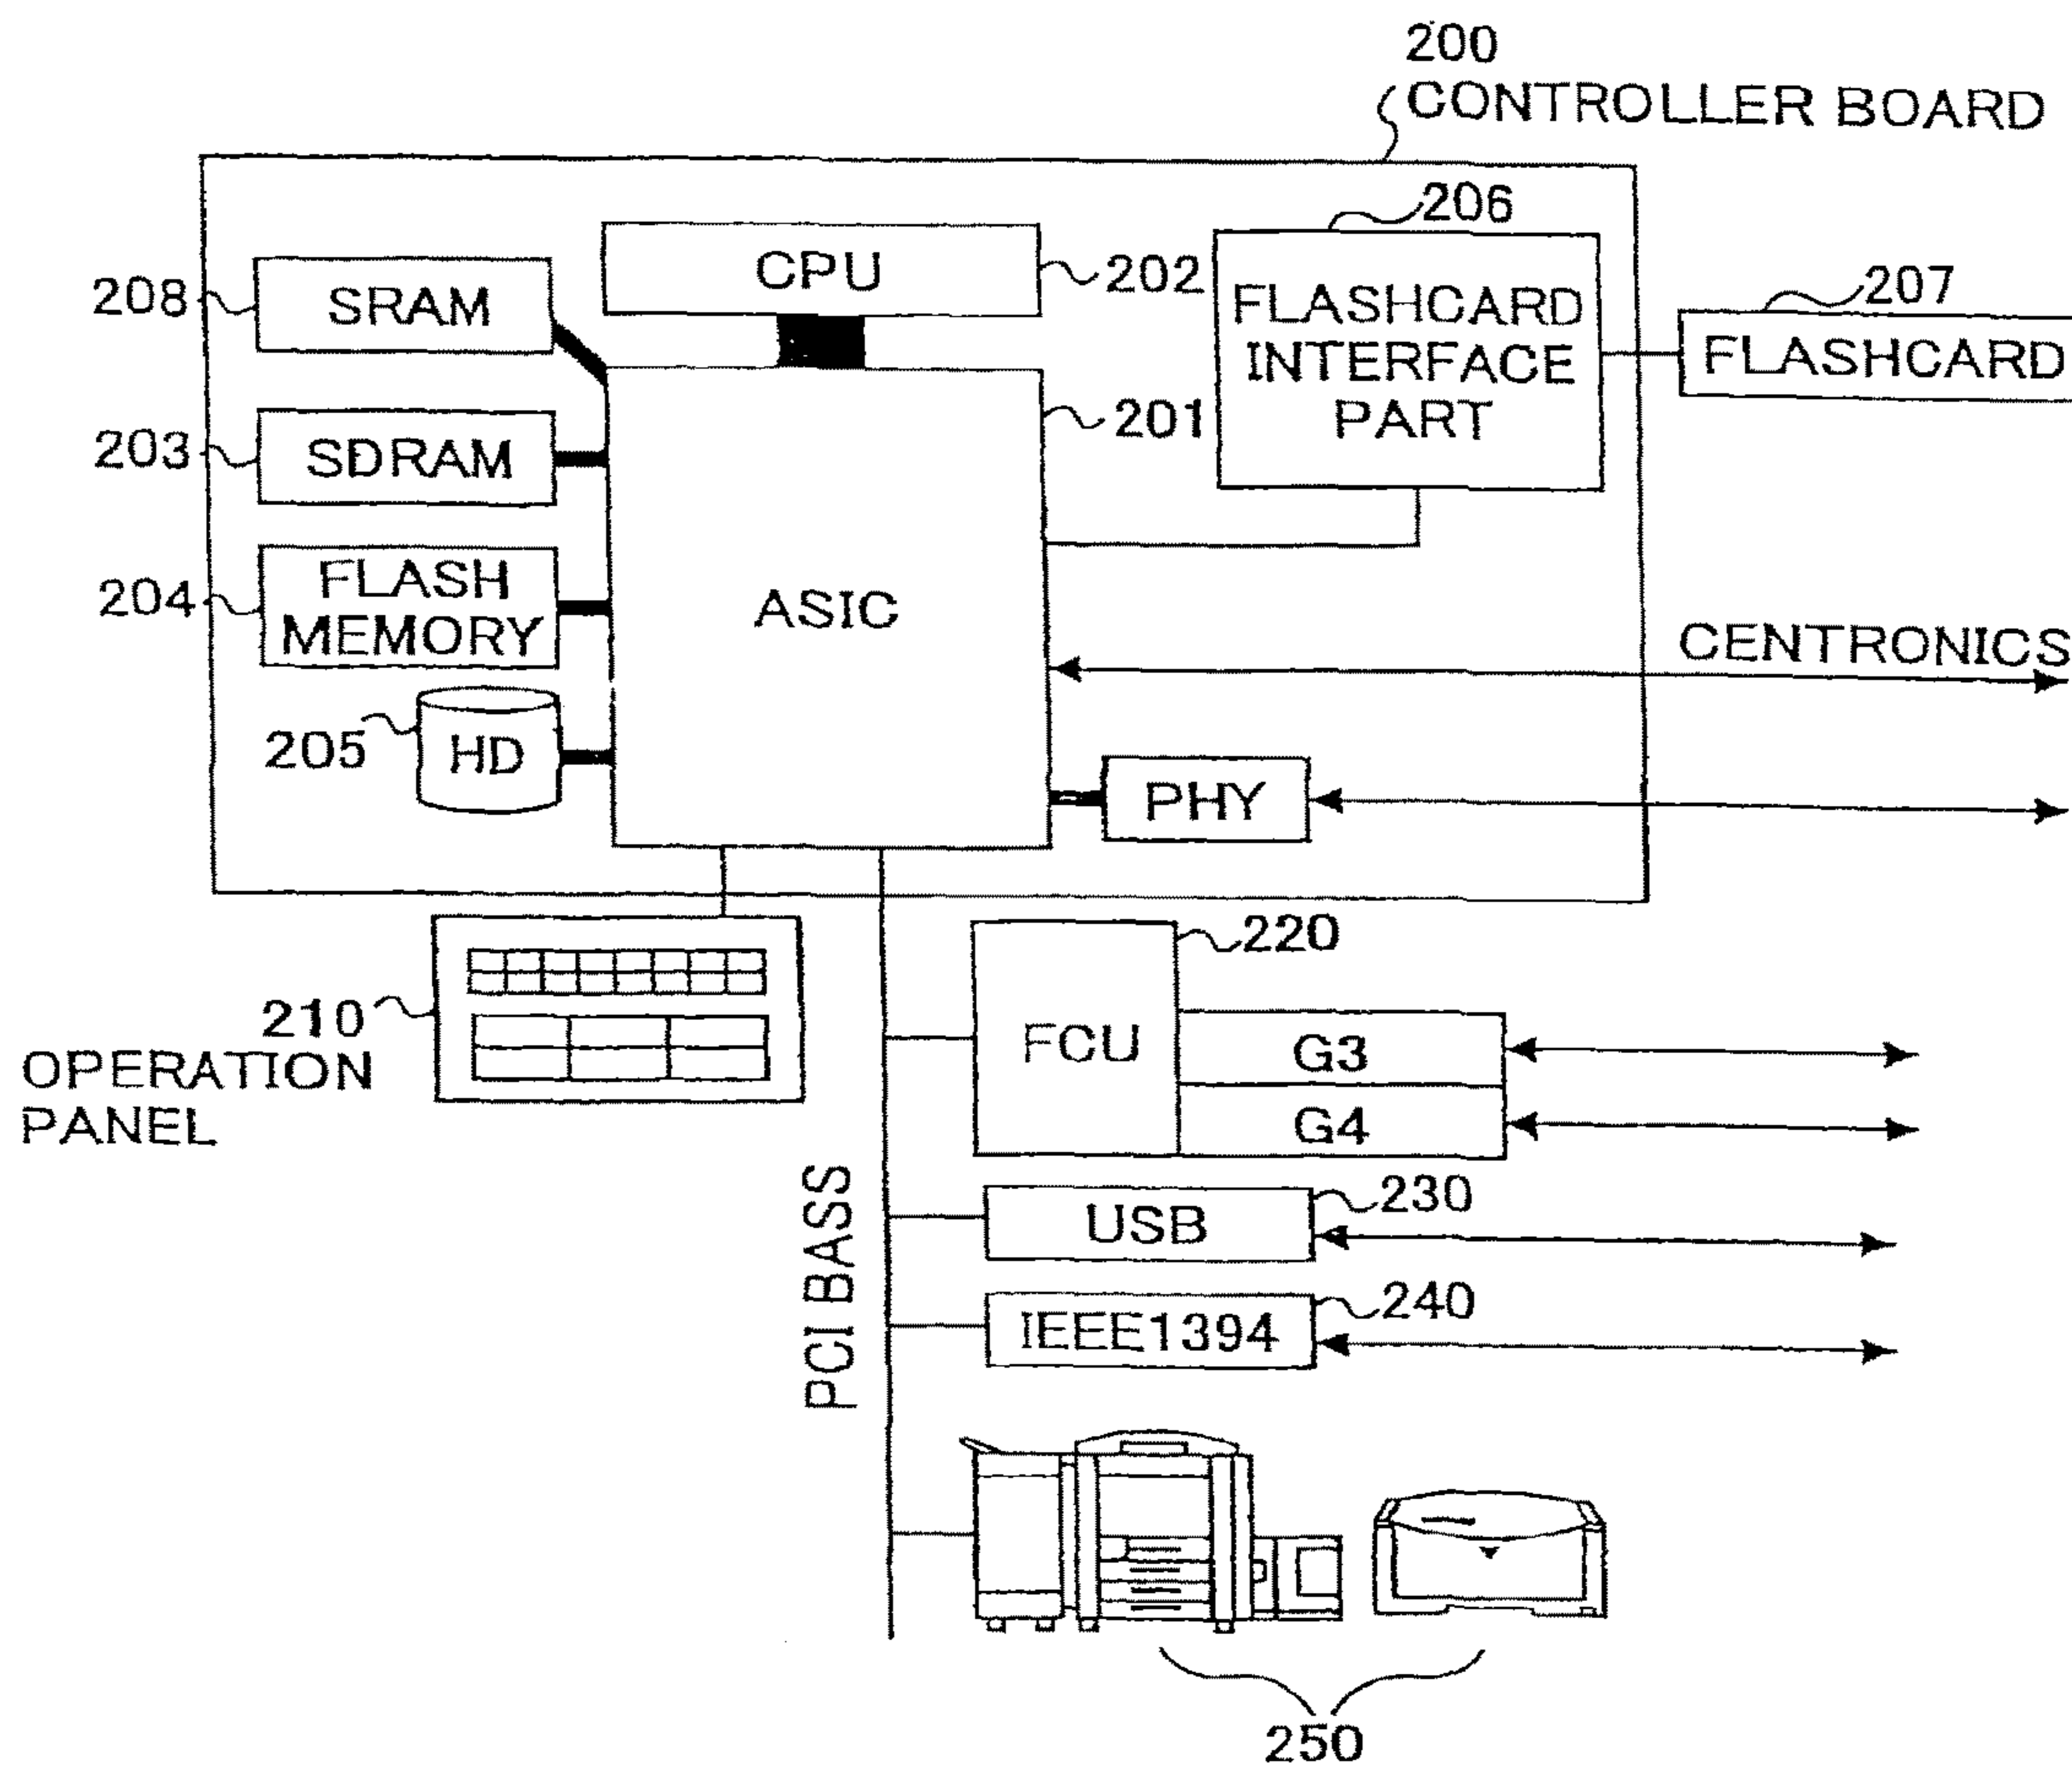 200
CONTROLLER BOARD
206
CPU
202
208
SRAM
FLASHCARD
INTERFACE
PART
207
FLASHCARD
201
203
SDRAM
204
FLASH
MEMORY
ASIC
CENTRONICS
205
HD
PHY
220
210
OPERATION
PANEL
FCU
G3
G4
PCI BASS
230
USB
240
IEEE1394
250